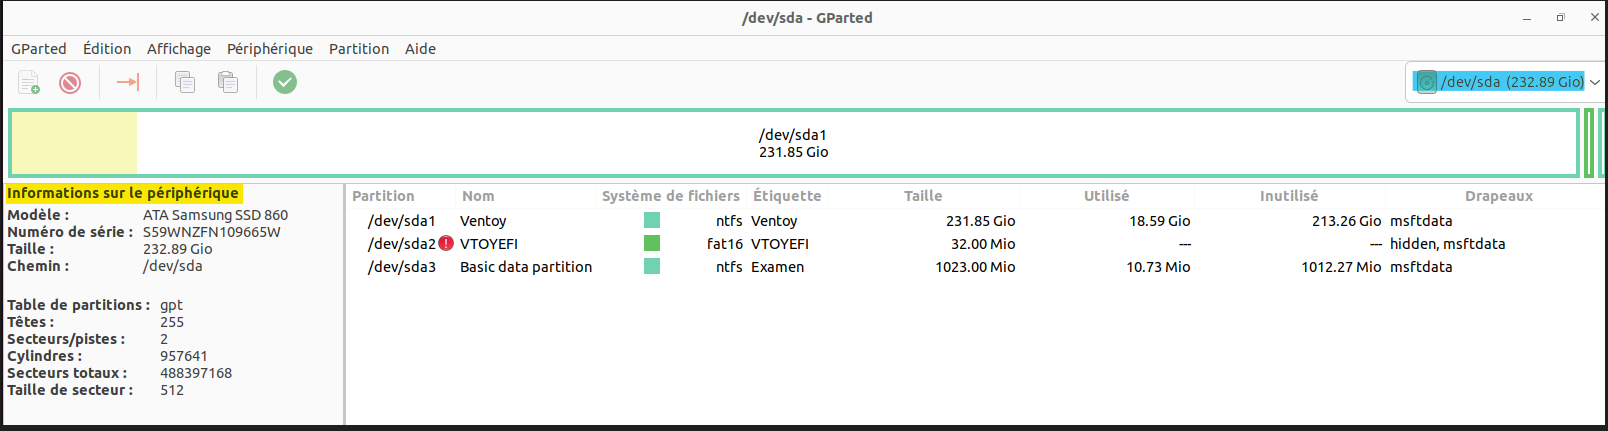 /dev/sda - GParted
GParted Édition Affichage Périphérique Partition Aide
/dev/sda (232.89 Gio)
/dev/sda1
231.85 Gio
Informations sur le périphérique
Modèle : ATA Samsung SSD 860
Numéro de série : S59WNZFN109665W
Taille : 232.89 Gio
Chemin : /dev/sda
Table de partitions : gpt
Têtes : 255
Secteurs/pistes : 2
Cylindres : 957641
Secteurs totaux : 488397168
Taille de secteur : 512
Partition Nom Système de fichiers Étiquette Taille Utilisé Inutilisé Drapeaux
/dev/sda1 Ventoy ntfs Ventoy 231.85 Gio 18.59 Gio 213.26 Gio msftdata
/dev/sda2 VTOYEFI fat16 VTOYEFI 32.00 Mio --- --- hidden, msftdata
/dev/sda3 Basic data partition ntfs Examen 1023.00 Mio 10.73 Mio 1012.27 Mio msftdata